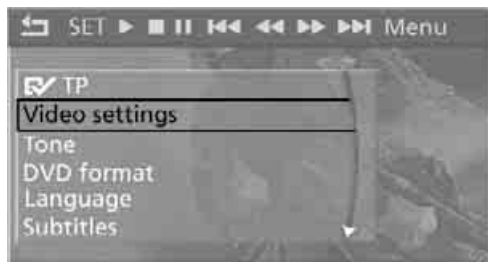 SET Menu
TP
Video settings
Tone
DVD format
Language
Subtitles